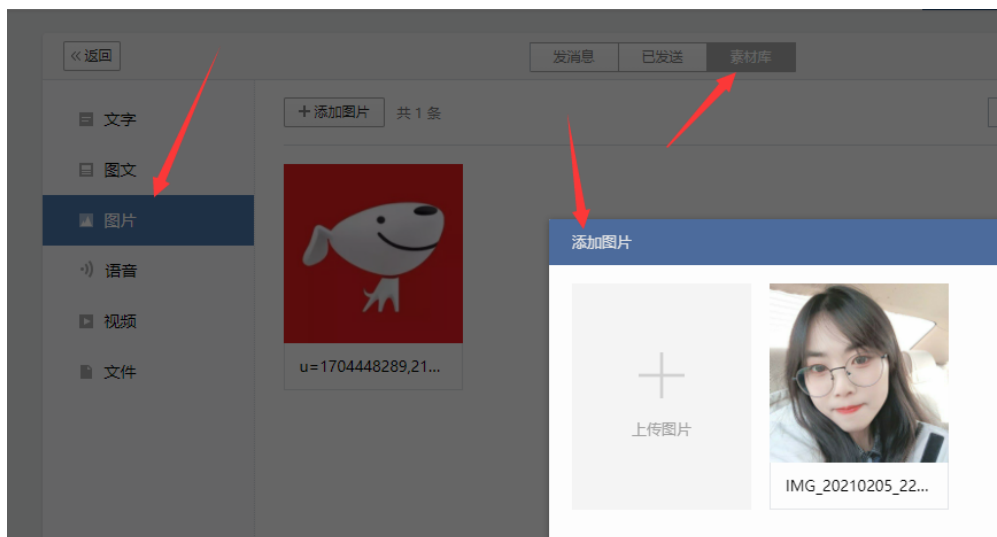 返回
发消息
已发送
素材库
文字
图文
图片
语音
视频
文件
添加图片
共 1 条
u=1704448289,21...
添加图片
上传图片
IMG_20210205_22...